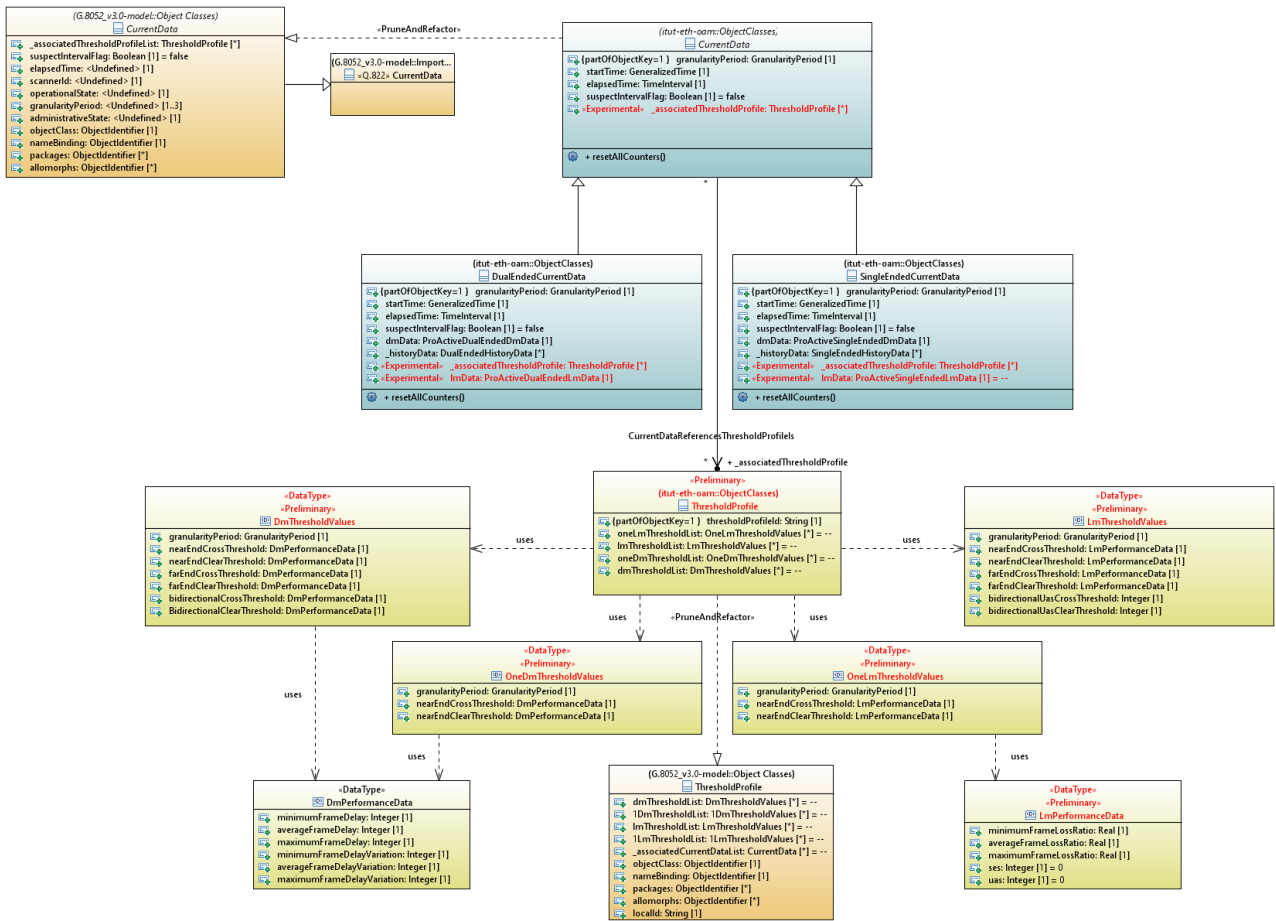 (G.8052_v3.0-model::Object Classes)
CurrentData
_associatedThresholdProfileList: ThresholdProfile [*]
suspectIntervalFlag: Boolean [1] = false
elapsedTime: <Undefined> [1]
scannerId: <Undefined> [1]
operationalState: <Undefined> [1]
granularityPeriod: <Undefined> [1..3]
administrativeState: <Undefined> [1]
objectClass: ObjectIdentifier [1]
nameBinding: ObjectIdentifier [1]
packages: ObjectIdentifier [*]
allomorphs: ObjectIdentifier [*]
«PruneAndRefactor»
(G.8052_v3.0-model::Import...
«Q.822» CurrentData
(itut-eth-oam::ObjectClasses)
CurrentData
{partOfObjectKey=1 } granularityPeriod: GranularityPeriod [1]
startTime: GeneralizedTime [1]
elapsedTime: TimeInterval [1]
suspectIntervalFlag: Boolean [1] = false
«Experimental» _associatedThresholdProfile: ThresholdProfile [*]
+ resetAllCounters()
*
(itut-eth-oam::ObjectClasses)
DualEndedCurrentData
{partOfObjectKey=1 } granularityPeriod: GranularityPeriod [1]
startTime: GeneralizedTime [1]
elapsedTime: TimeInterval [1]
suspectIntervalFlag: Boolean [1] = false
dmData: ProActiveDualEndedDmData [1]
_historyData: DualEndedHistoryData [*]
«Experimental» _associatedThresholdProfile: ThresholdProfile [*]
«Experimental» lmData: ProActiveDualEndedLmData [1]
+ resetAllCounters()
(itut-eth-oam::ObjectClasses)
SingleEndedCurrentData
{partOfObjectKey=1 } granularityPeriod: GranularityPeriod [1]
startTime: GeneralizedTime [1]
elapsedTime: TimeInterval [1]
suspectIntervalFlag: Boolean [1] = false
dmData: ProActiveSingleEndedDmData [1]
_historyData: SingleEndedHistoryData [*]
«Experimental» _associatedThresholdProfile: ThresholdProfile [*]
«Experimental» lmData: ProActiveSingleEndedLmData [1] = --
+ resetAllCounters()
CurrentDataReferencesThresholdProfileIs
* + _associatedThresholdProfile
«Preliminary»
(itut-eth-oam::ObjectClasses)
ThresholdProfile
{partOfObjectKey=1 } thresholdProfileId: String [1]
oneLmThresholdList: OneLmThresholdValues [*] = --
lmThresholdList: LmThresholdValues [*] = --
oneDmThresholdList: OneDmThresholdValues [*] = --
dmThresholdList: DmThresholdValues [*] = --
«DataType»
«Preliminary»
DmThresholdValues
granularityPeriod: GranularityPeriod [1]
nearEndCrossThreshold: DmPerformanceData [1]
nearEndClearThreshold: DmPerformanceData [1]
farEndCrossThreshold: DmPerformanceData [1]
farEndClearThreshold: DmPerformanceData [1]
bidirectionalCrossThreshold: DmPerformanceData [1]
BidirectionalClearThreshold: DmPerformanceData [1]
uses
uses
«DataType»
«Preliminary»
LmThresholdValues
granularityPeriod: GranularityPeriod [1]
nearEndCrossThreshold: LmPerformanceData [1]
nearEndClearThreshold: LmPerformanceData [1]
farEndCrossThreshold: LmPerformanceData [1]
farEndClearThreshold: LmPerformanceData [1]
bidirectionalUasCrossThreshold: Integer [1]
bidirectionalUasClearThreshold: Integer [1]
uses
«PruneAndRefactor»
uses
«DataType»
«Preliminary»
OneDmThresholdValues
granularityPeriod: GranularityPeriod [1]
nearEndCrossThreshold: DmPerformanceData [1]
nearEndClearThreshold: DmPerformanceData [1]
«DataType»
«Preliminary»
OneLmThresholdValues
granularityPeriod: GranularityPeriod [1]
nearEndCrossThreshold: LmPerformanceData [1]
nearEndClearThreshold: LmPerformanceData [1]
uses
uses
uses
«DataType»
DmPerformanceData
minimumFrameDelay: Integer [1]
averageFrameDelay: Integer [1]
maximumFrameDelay: Integer [1]
minimumFrameDelayVariation: Integer [1]
averageFrameDelayVariation: Integer [1]
maximumFrameDelayVariation: Integer [1]
(G.8052_v3.0-model::Object Classes)
ThresholdProfile
dmThresholdList: DmThresholdValues [*] = --
1DmThresholdList: 1DmThresholdValues [*] = --
lmThresholdList: LmThresholdValues [*] = --
1LmThresholdList: 1LmThresholdValues [*] = --
_associatedCurrentDataList: CurrentData [*] = --
objectClass: ObjectIdentifier [1]
nameBinding: ObjectIdentifier [1]
packages: ObjectIdentifier [*]
allomorphs: ObjectIdentifier [*]
localId: String [1]
«DataType»
«Preliminary»
LmPerformanceData
minimumFrameLossRatio: Real [1]
averageFrameLossRatio: Real [1]
maximumFrameLossRatio: Real [1]
ses: Integer [1] = 0
uas: Integer [1] = 0